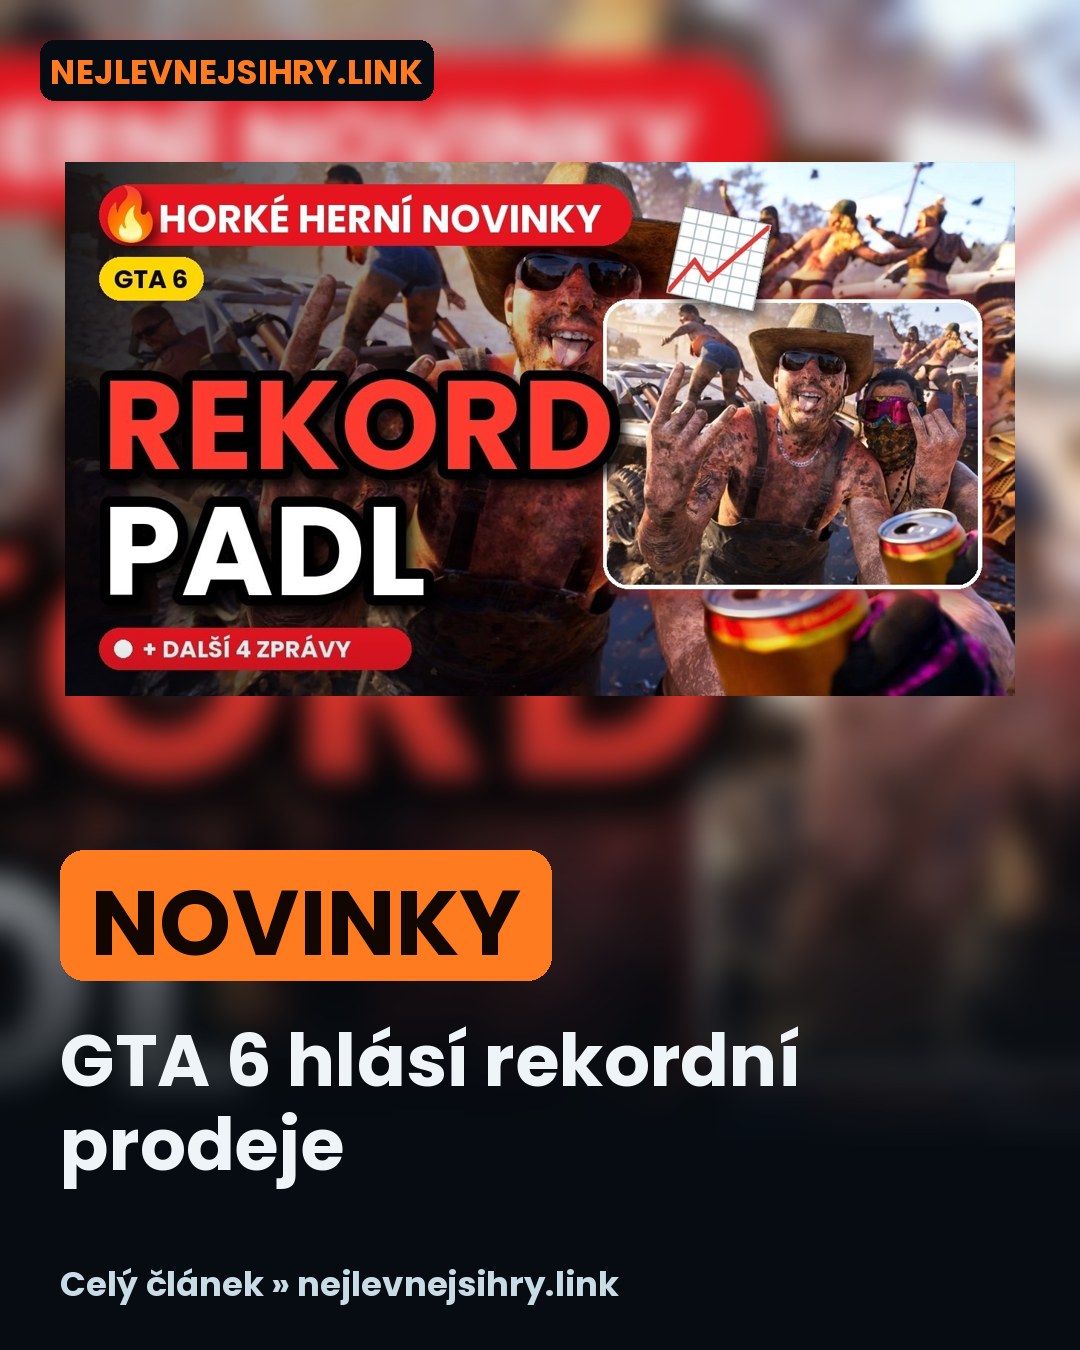 NEJLEVNEJSIHRY.LINK
HORKÉ HERNÍ NOVINKY
GTA 6
REKORD
PADL
+ DALŠÍ 4 ZPRÁVY
NOVINKY
GTA 6 hlásí rekordní
prodeje
Celý článek » nejlevnejsihry.link